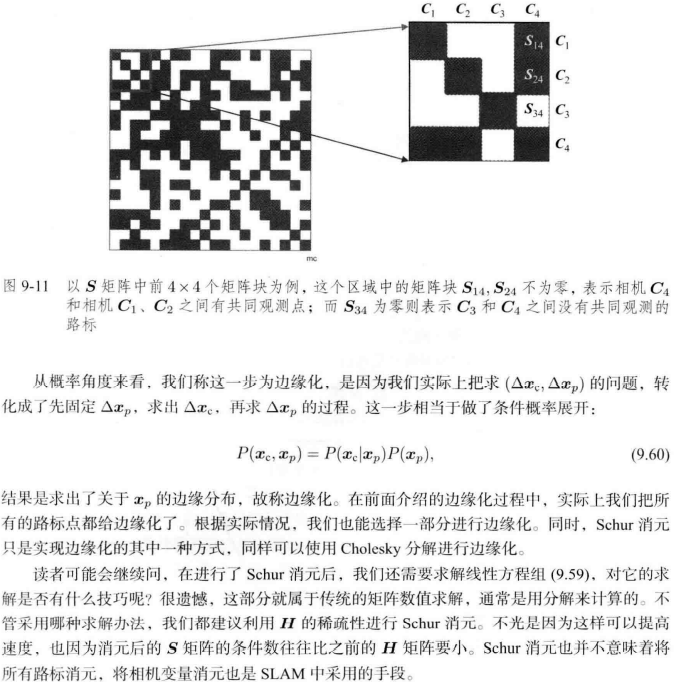 C₁ C₂ C₃ C₄
S₁₄ C₁
S₂₄ C₂
S₃₄ C₃
C₄
mc
图 9-11 以 S 矩阵中前 4×4 个矩阵块为例，这个区域中的矩阵块 S₁₄, S₂₄ 不为零，表示相机 C₄
和相机 C₁、C₂ 之间有共同观测点；而 S₃₄ 为零则表示 C₃ 和 C₄ 之间没有共同观测的
路标
从概率角度来看．我们称这一步为边缘化，是因为我们实际上把求 (Δx_c, Δx_p) 的问题，转
化成了先固定 Δx_p，求出 Δx_c，再求 Δx_p 的过程。这一步相当于做了条件概率展开：
P(x_c, x_p) = P(x_c|x_p)P(x_p), (9.60)
结果是求出了关于 x_p 的边缘分布，故称边缘化。在前面介绍的边缘化过程中，实际上我们把所
有的路标点都给边缘化了。根据实际情况，我们也能选择一部分进行边缘化。同时，Schur 消元
只是实现边缘化的其中一种方式，同样可以使用 Cholesky 分解进行边缘化。
读者可能会继续问，在进行了 Schur 消元后，我们还需要求解线性方程组 (9.59)，对它的求
解是否有什么技巧呢？很遗憾，这部分就属于传统的矩阵数值求解，通常是用分解来计算的。不
管采用哪种求解办法，我们都建议利用 H 的稀疏性进行 Schur 消元。不光是因为这样可以提高
速度，也因为消元后的 S 矩阵的条件数往往比之前的 H 矩阵要小。Schur 消元也并不意味着将
所有路标消元，将相机变量消元也是 SLAM 中采用的手段。